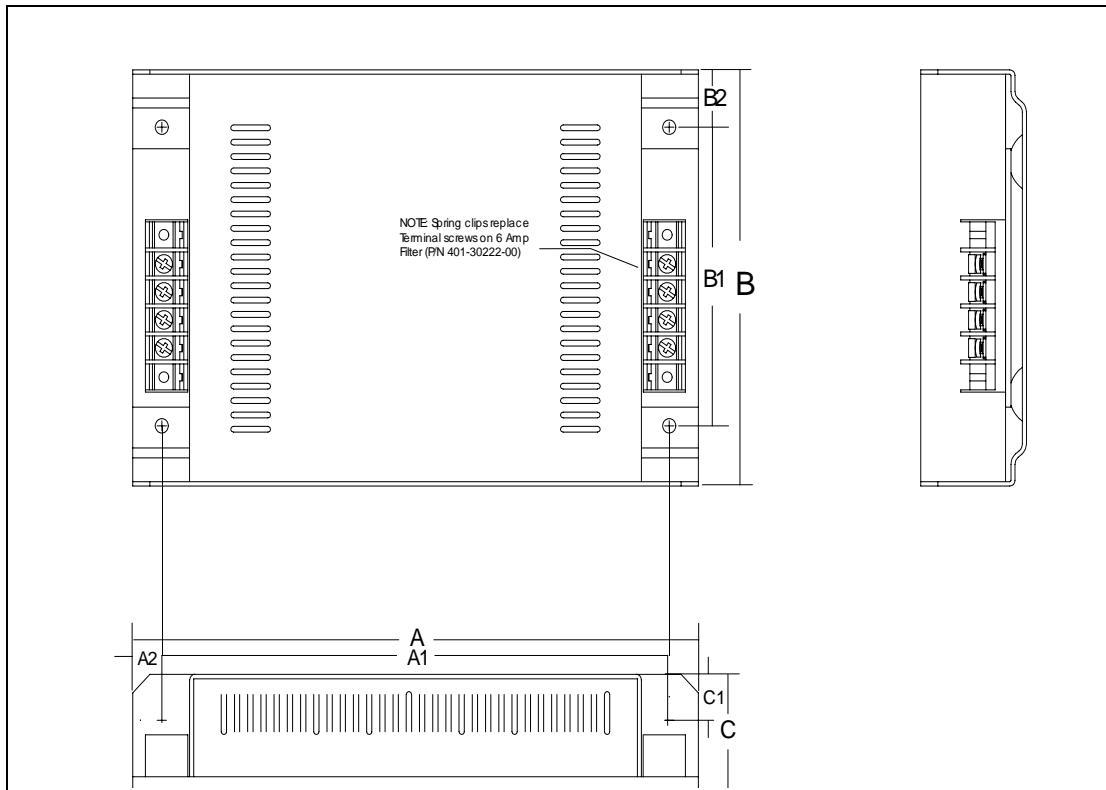 B2
NOTE: Spring clips replace
Terminal screws on 6 Amp
Filter (P/N 401-30222-00)
B1
B
A
A2
A1
C1
C